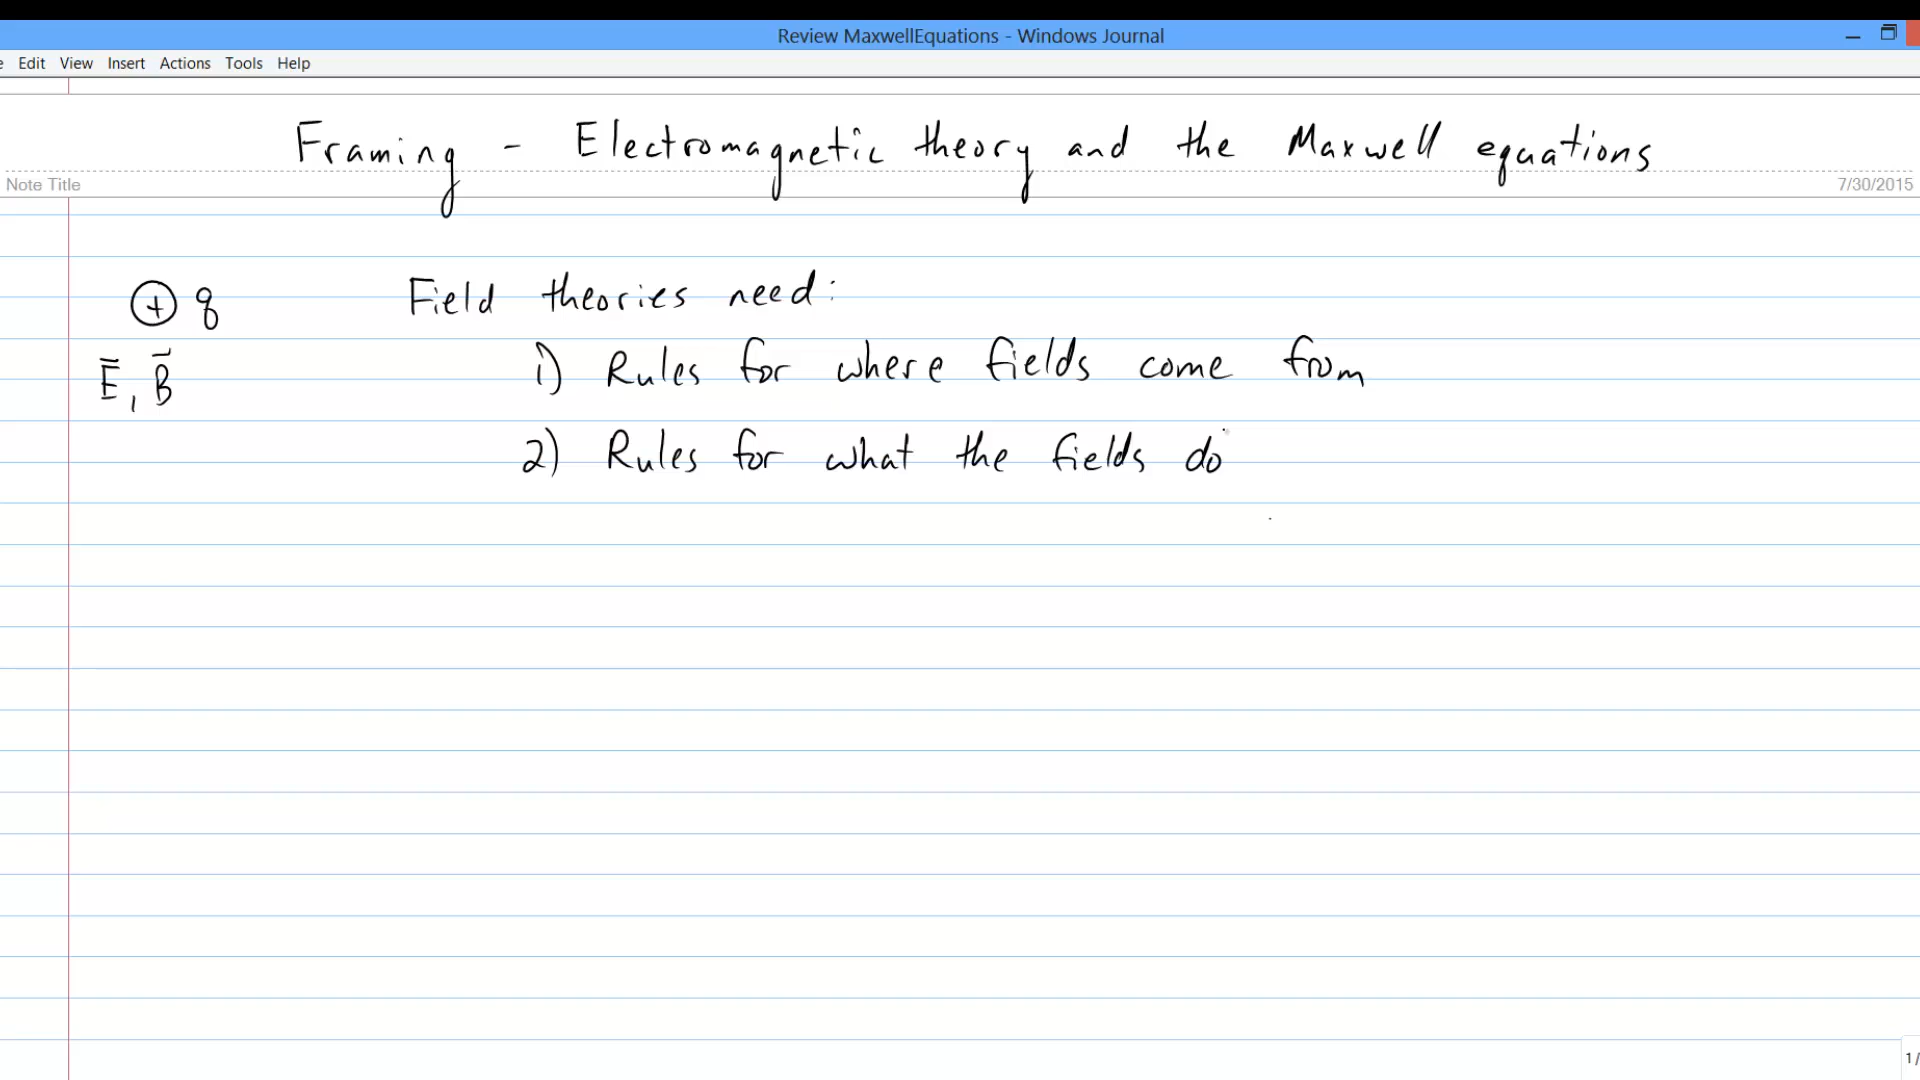 Review MaxwellEquations - Windows Journal
Edit View Insert Actions Tools Help
Framing - Electromagnetic theory and the Maxwell equations
Note Title
7/30/2015
⊕ q
E⃗, B⃗
Field theories need:
1) Rules for where fields come from
2) Rules for what the fields do
1/